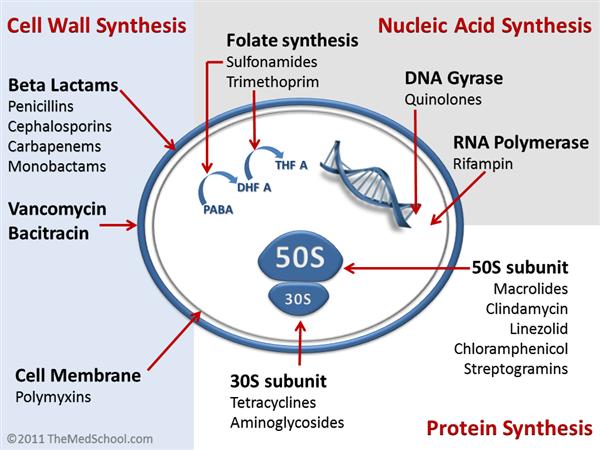 Cell Wall Synthesis
Nucleic Acid Synthesis
Folate synthesis
Sulfonamides
Trimethoprim
Beta Lactams
Penicillins
Cephalosporins
Carbapenems
Monobactams
DNA Gyrase
Quinolones
RNA Polymerase
Rifampin
THF A
DHF A
PABA
Vancomycin
Bacitracin
50S
30S
50S subunit
Macrolides
Clindamycin
Linezolid
Chloramphenicol
Streptogramins
Cell Membrane
Polymyxins
30S subunit
Tetracyclines
Aminoglycosides
Protein Synthesis
©2011 TheMedSchool.com